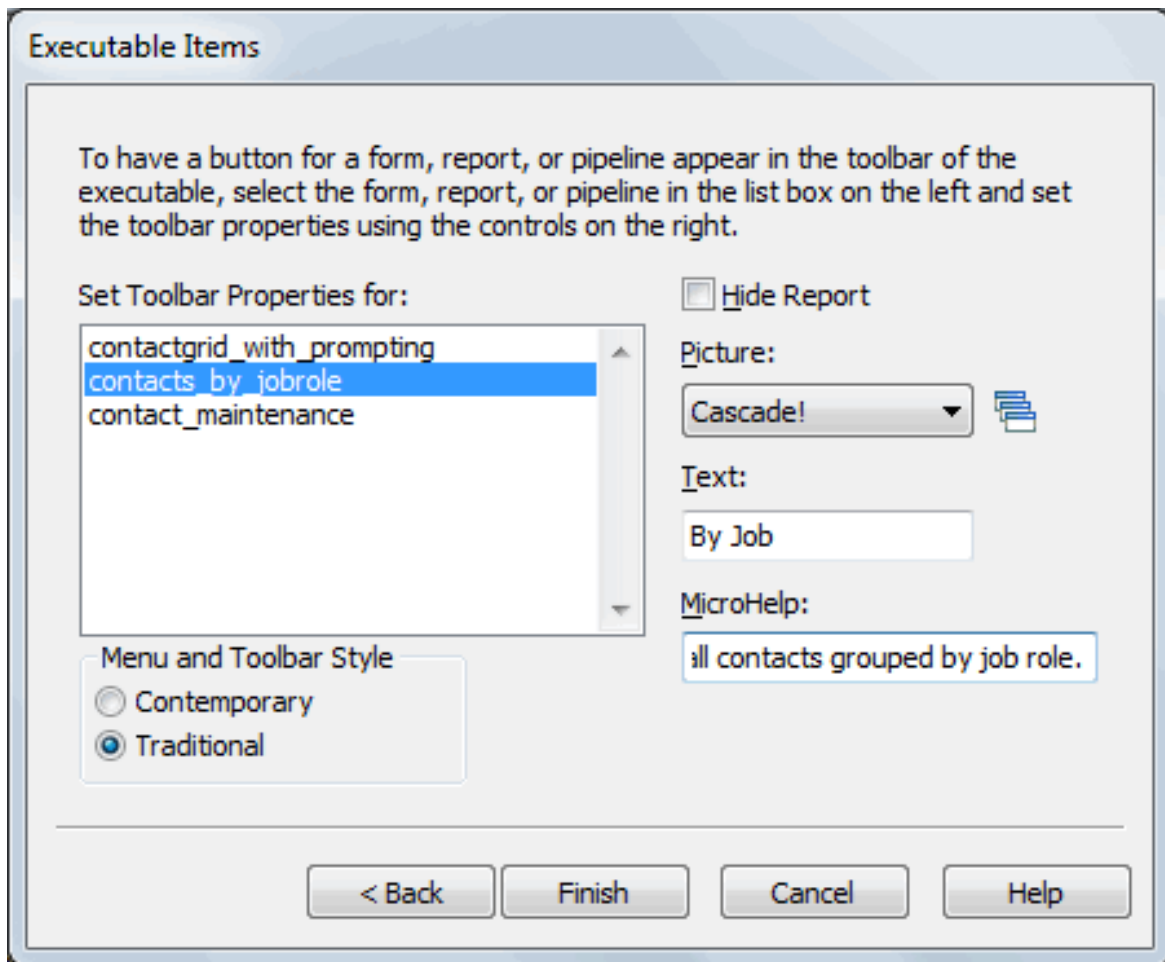 Executable Items
To have a button for a form, report, or pipeline appear in the toolbar of the
executable, select the form, report, or pipeline in the list box on the left and set
the toolbar properties using the controls on the right.
Set Toolbar Properties for:
contactgrid_with_prompting
contacts_by_jobrole
contact_maintenance
Menu and Toolbar Style
Contemporary
Traditional
Hide Report
Picture:
Cascade!
Text:
By Job
MicroHelp:
all contacts grouped by job role.
< Back
Finish
Cancel
Help